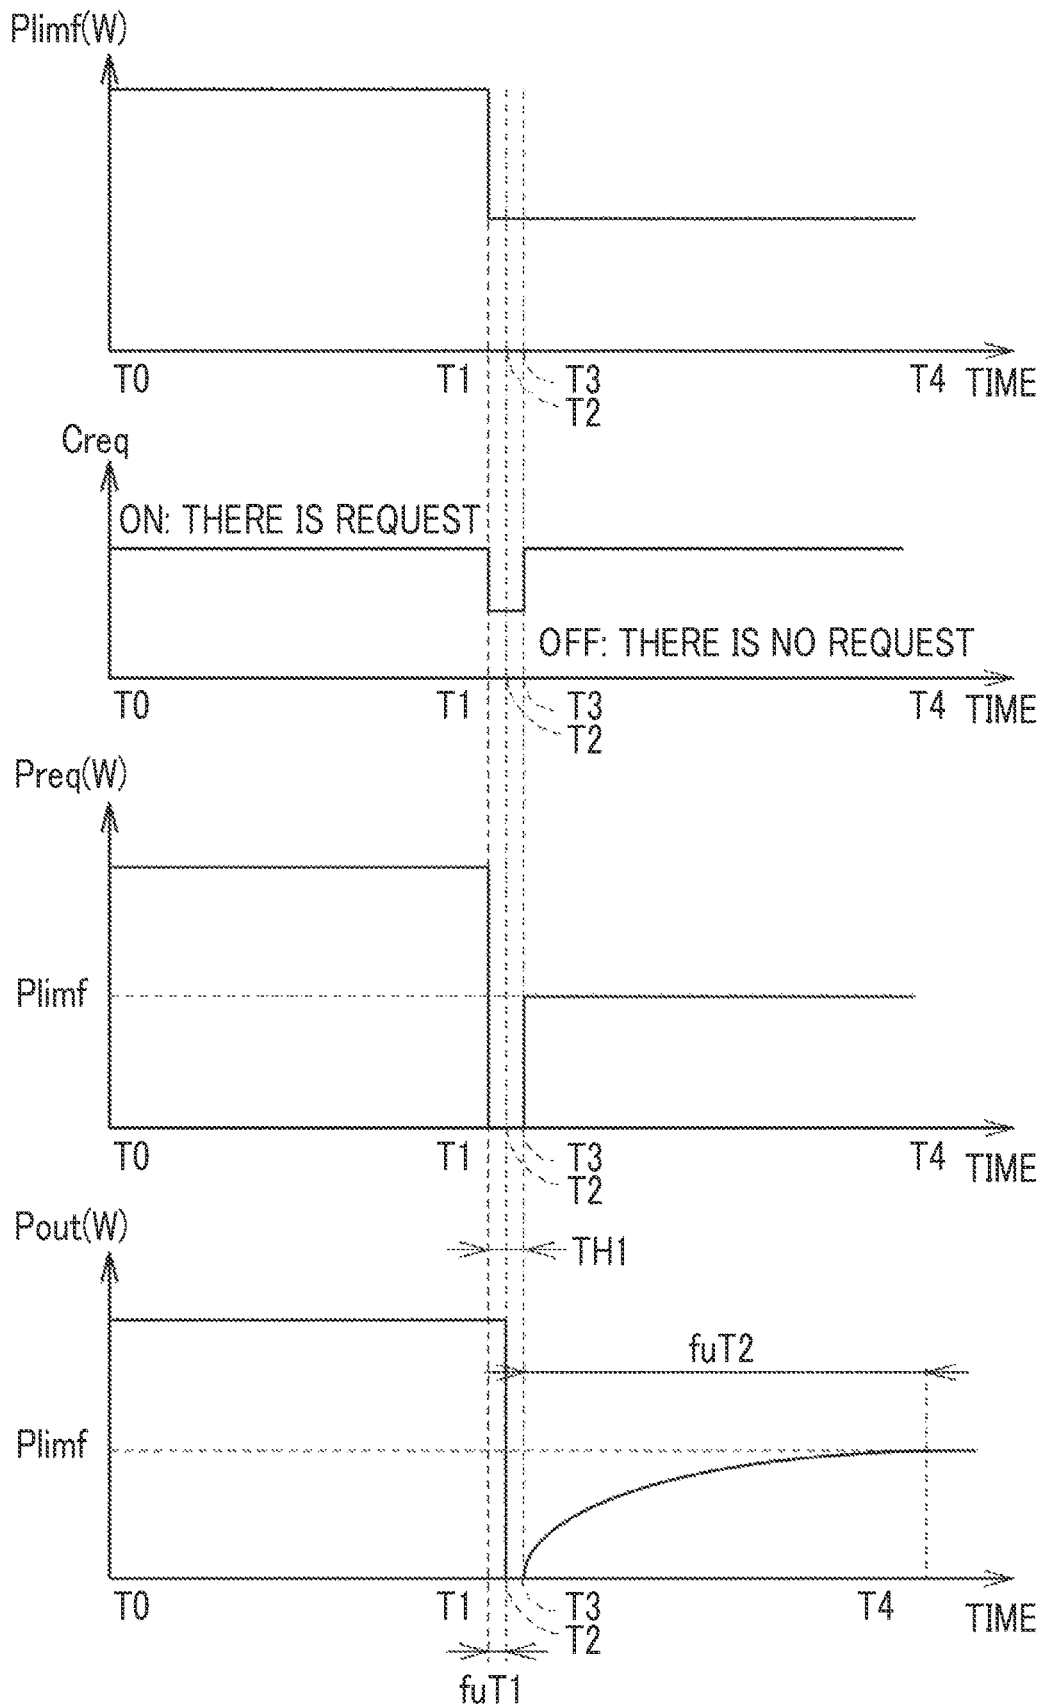 Plimf(W)
T0 T1 T3 T4 TIME
T2
Creq
ON: THERE IS REQUEST
OFF: THERE IS NO REQUEST
T0 T1 T3 T4 TIME
T2
Preq(W)
Plimf
T0 T1 T3 T4 TIME
T2
Pout(W)
TH1
fuT2
Plimf
T0 T1 T3 T4 TIME
T2
fuT1